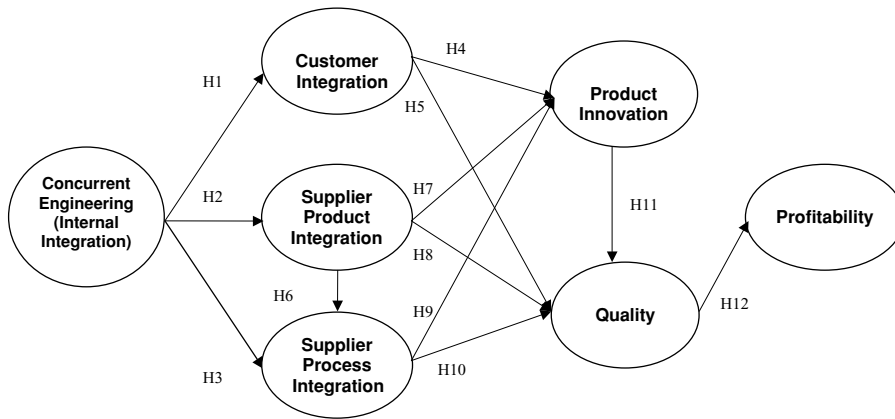 H1
H2
H3
Concurrent
Engineering
(Internal
Integration)
Customer
Integration
Supplier
Product
Integration
H6
Supplier
Process
Integration
H4
H5
H7
H8
H9
H10
Product
Innovation
H11
Quality
H12
Profitability